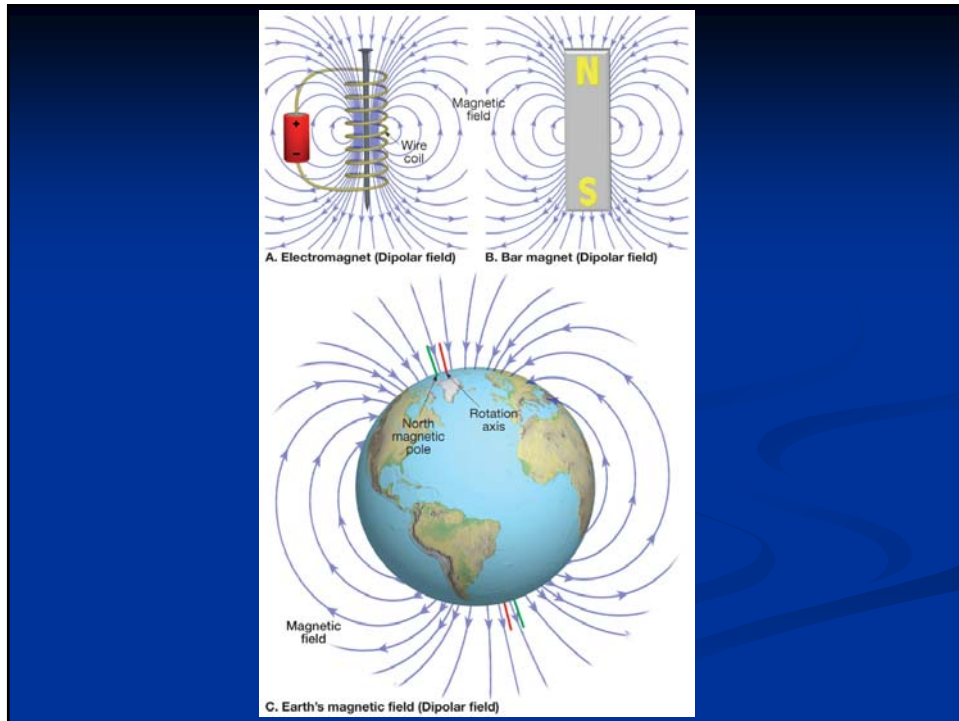 +
–
Wire
coil
Magnetic
field
N
S
A. Electromagnet (Dipolar field)
B. Bar magnet (Dipolar field)
North
magnetic
pole
Rotation
axis
Magnetic
field
C. Earth's magnetic field (Dipolar field)